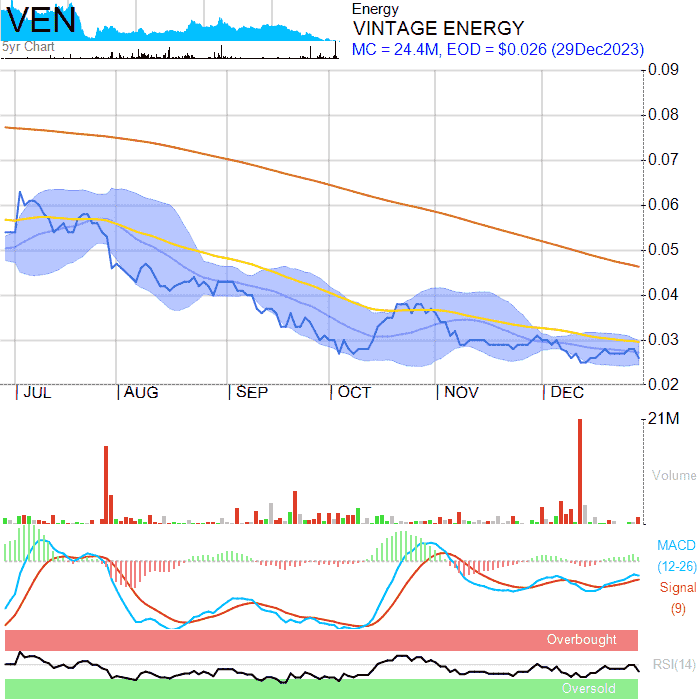 VEN
5yr Chart
Energy
VINTAGE ENERGY
MC = 24.4M, EOD = $0.026 (29Dec2023)
0.09
0.08
0.07
0.06
0.05
0.04
0.03
0.02
JUL AUG SEP OCT NOV DEC
21M
Volume
MACD
(12-26)
Signal
(9)
Overbought
RSI(14)
Oversold